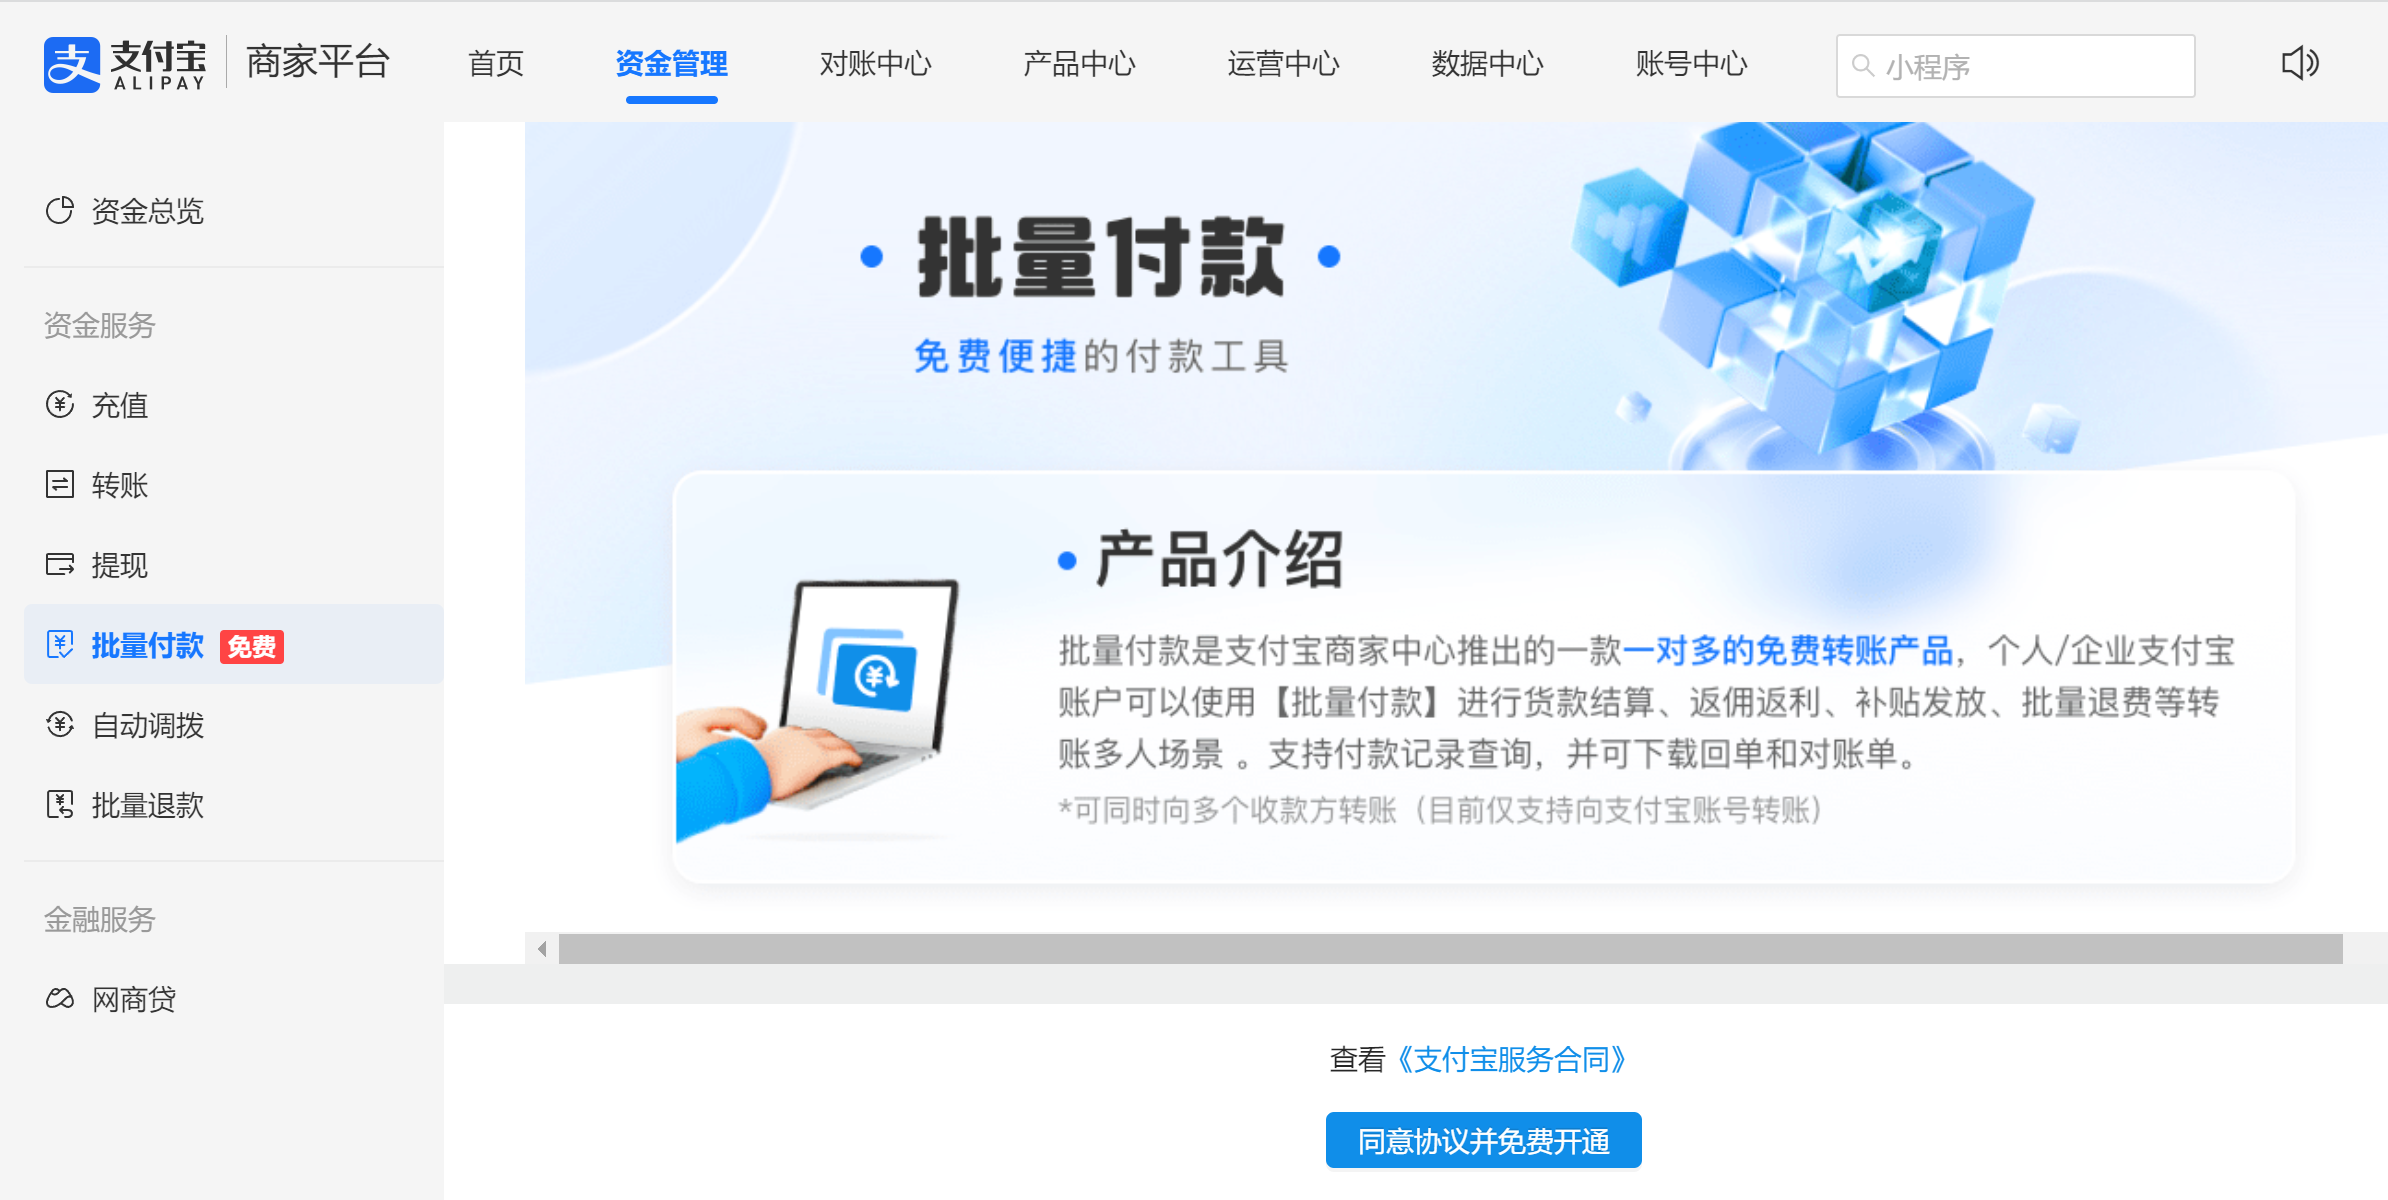 支付宝
ALIPAY
商家平台
首页
资金管理
对账中心
产品中心
运营中心
数据中心
账号中心
小程序
资金总览
资金服务
充值
转账
提现
批量付款 免费
自动调拨
批量退款
金融服务
网商贷
批量付款
免费便捷的付款工具
产品介绍
批量付款是支付宝商家中心推出的一款一对多的免费转账产品，个人/企业支付宝
账户可以使用【批量付款】进行货款结算、返佣返利、补贴发放、批量退费等转
账多人场景 。支持付款记录查询，并可下载回单和对账单。
*可同时向多个收款方转账（目前仅支持向支付宝账号转账）
查看《支付宝服务合同》
同意协议并免费开通